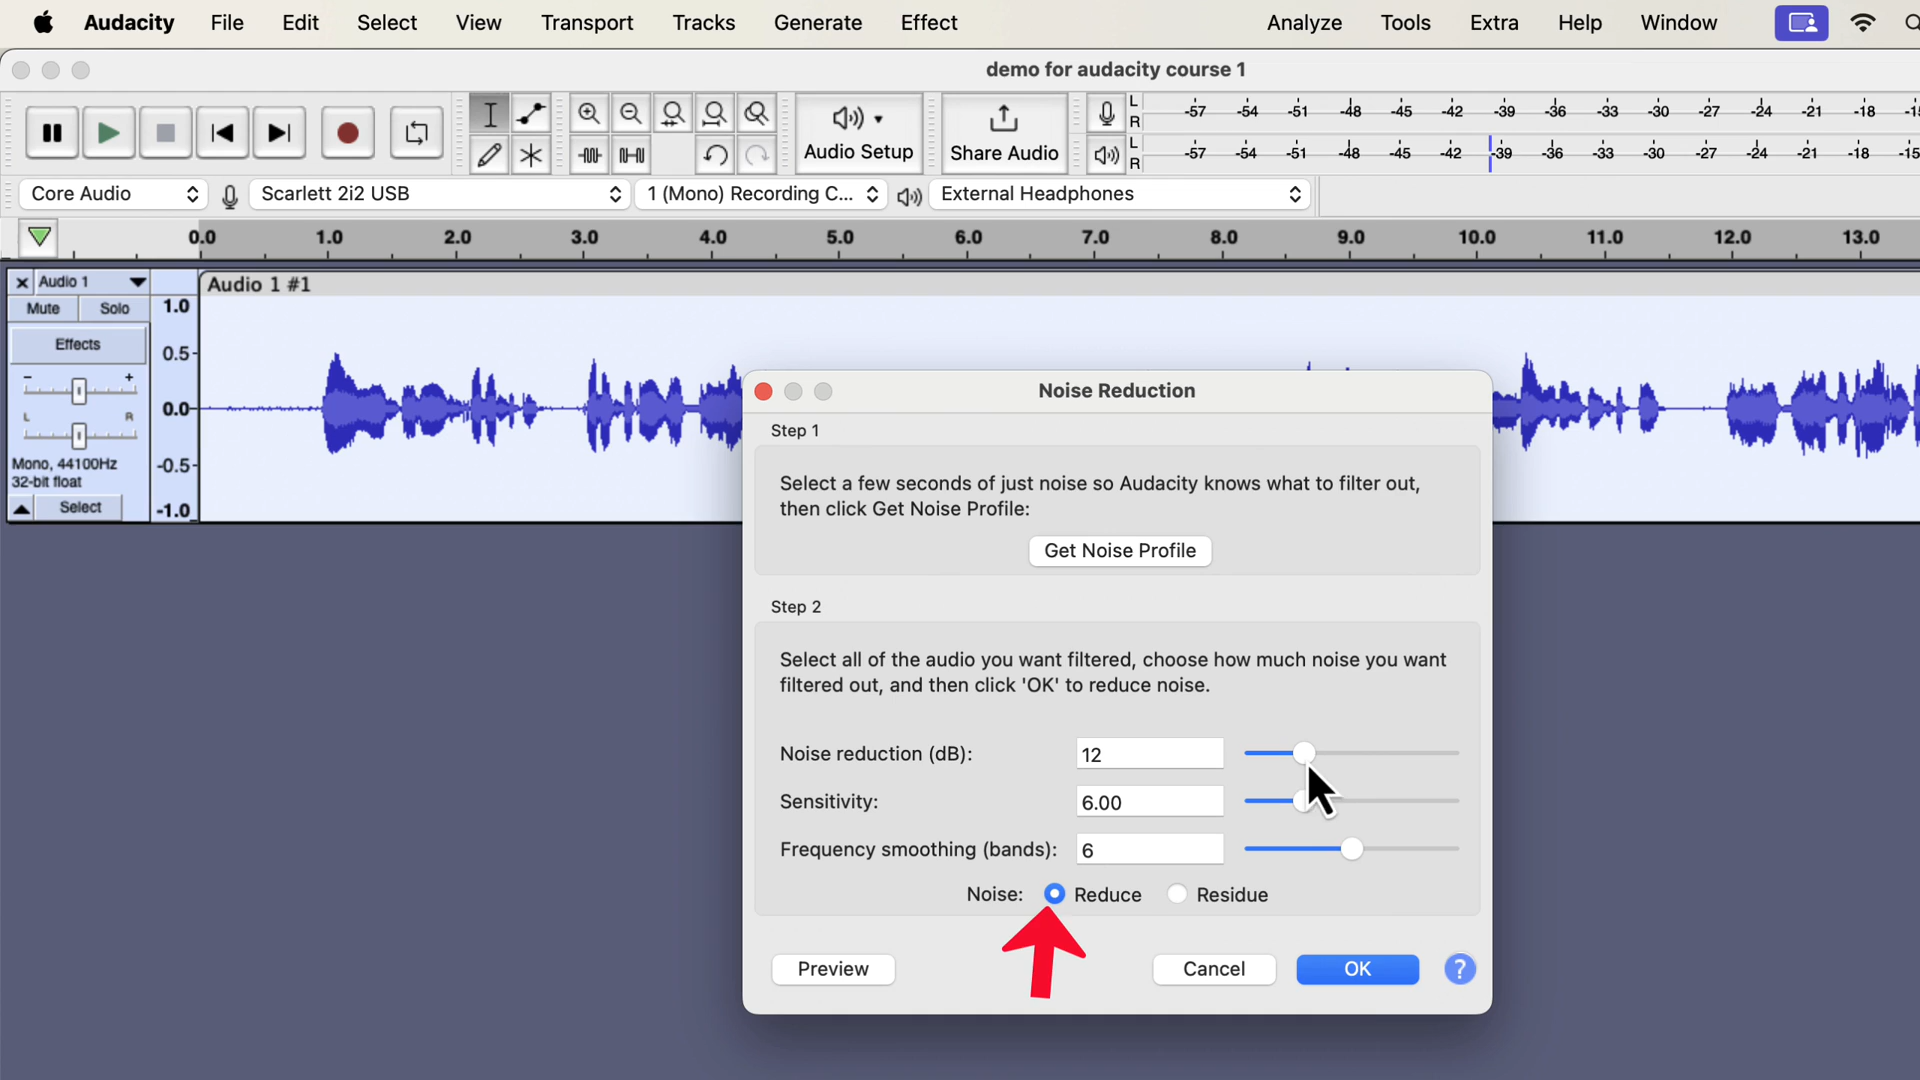 Audacity File Edit Select View Transport Tracks Generate Effect Analyze Tools Extra Help Window
demo for audacity course 1
L -57 -54 -51 -48 -45 -42 -39 -36 -33 -30 -27 -24 -21 -18 -15
R
Audio Setup Share Audio
L -57 -54 -51 -48 -45 -42 -39 -36 -33 -30 -27 -24 -21 -18 -15
R
Core Audio Scarlett 2i2 USB 1 (Mono) Recording C... External Headphones
0.0 1.0 2.0 3.0 4.0 5.0 6.0 7.0 8.0 9.0 10.0 11.0 12.0 13.0
Audio 1 Audio 1 #1
Mute Solo 1.0
Effects 0.5
- +
L R 0.0
Mono, 44100Hz -0.5
32-bit float
Select -1.0
Noise Reduction
Step 1
Select a few seconds of just noise so Audacity knows what to filter out,
then click Get Noise Profile:
Get Noise Profile
Step 2
Select all of the audio you want filtered, choose how much noise you want
filtered out, and then click 'OK' to reduce noise.
Noise reduction (dB): 12
Sensitivity: 6.00
Frequency smoothing (bands): 6
Noise: Reduce Residue
Preview Cancel OK ?